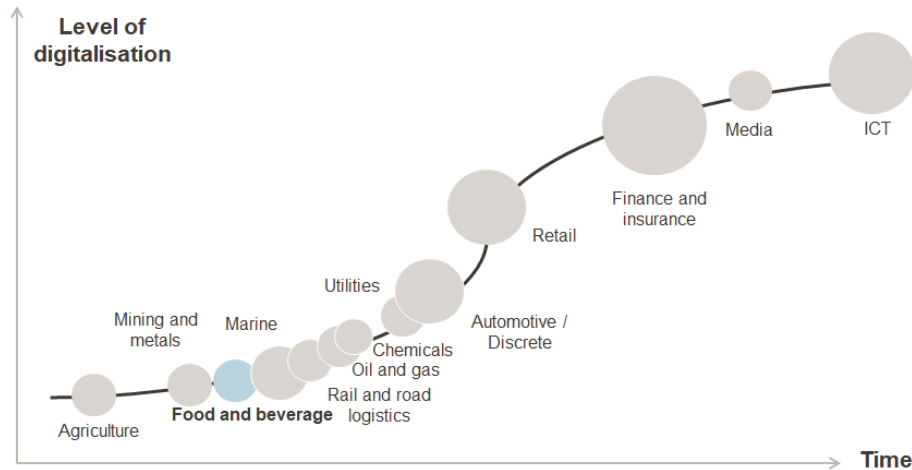 Level of
digitalisation
Media
ICT
Finance and
insurance
Retail
Utilities
Mining and
metals
Marine
Automotive /
Discrete
Chemicals
Oil and gas
Rail and road
logistics
Food and beverage
Agriculture
Time